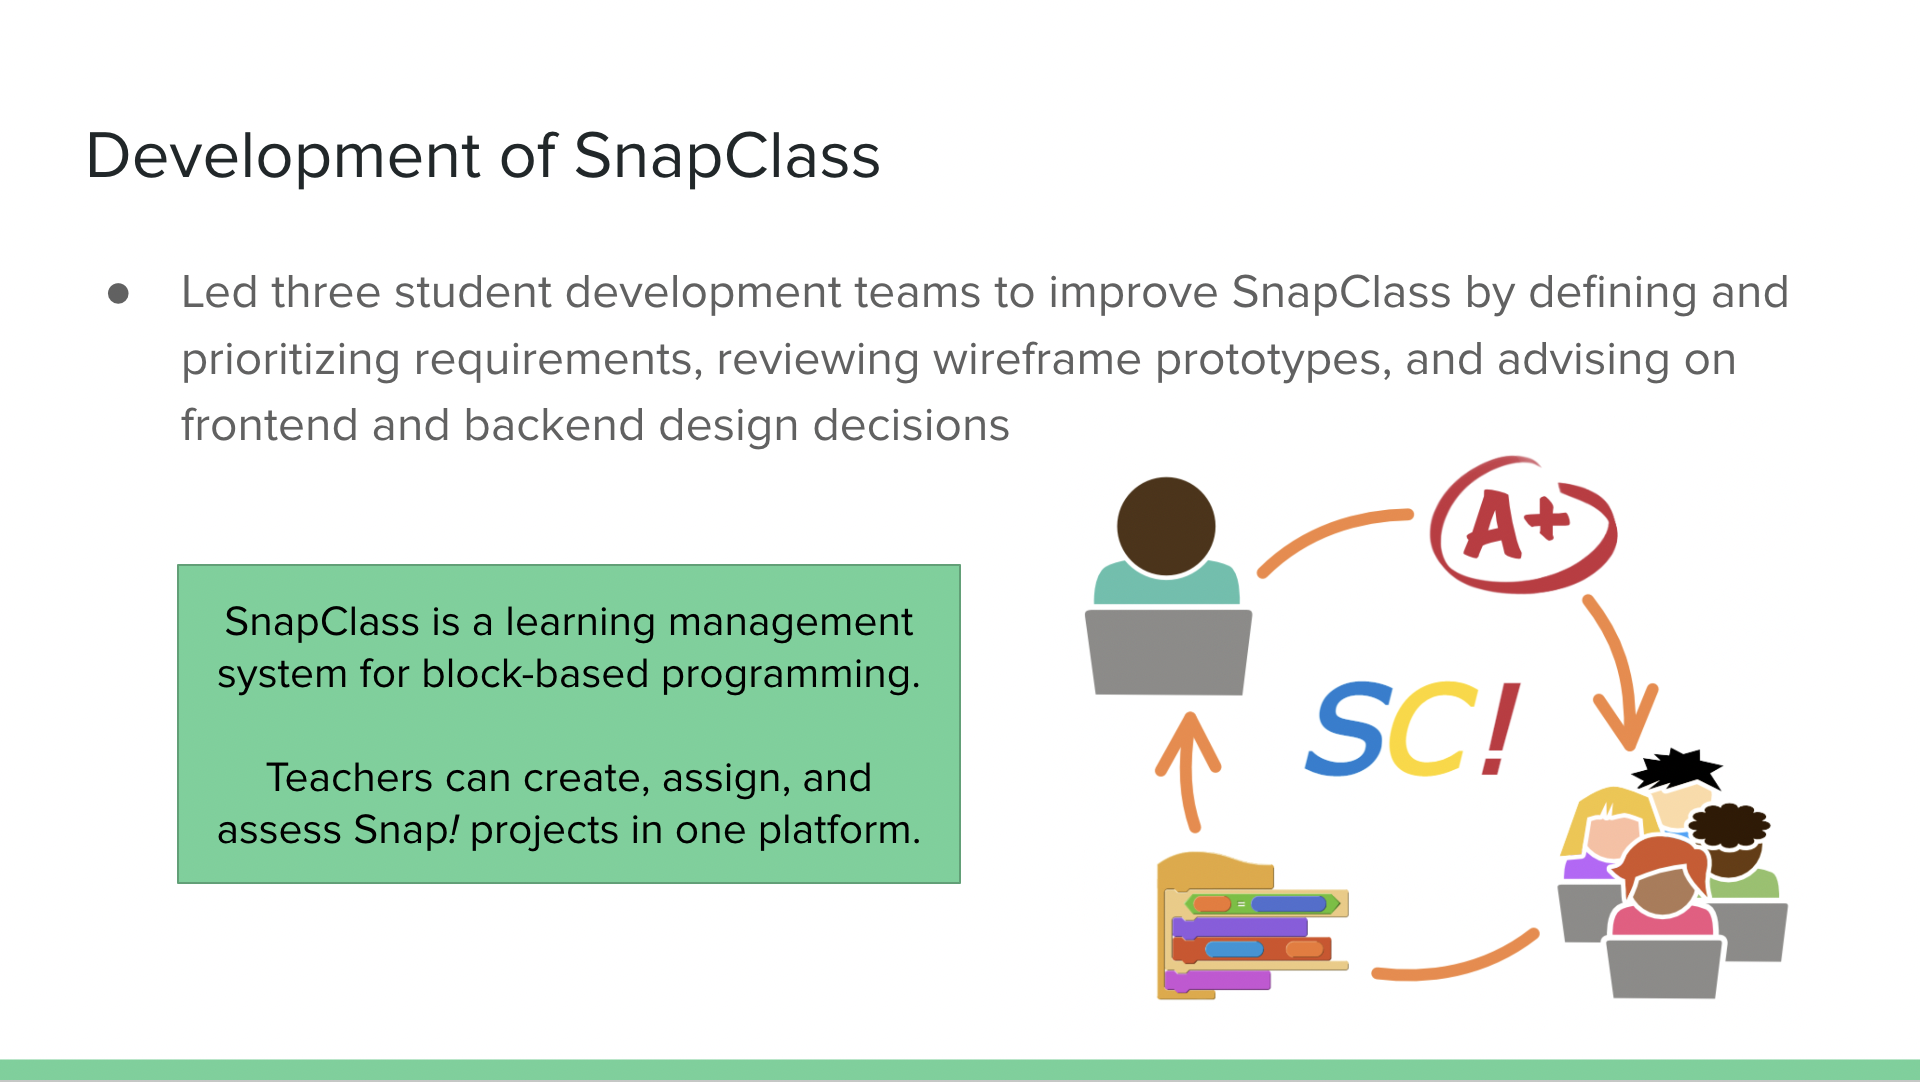 Development of SnapClass
● Led three student development teams to improve SnapClass by defining and
prioritizing requirements, reviewing wireframe prototypes, and advising on
frontend and backend design decisions
A+
SnapClass is a learning management
system for block-based programming.
Teachers can create, assign, and
assess Snap! projects in one platform.
SC!
=